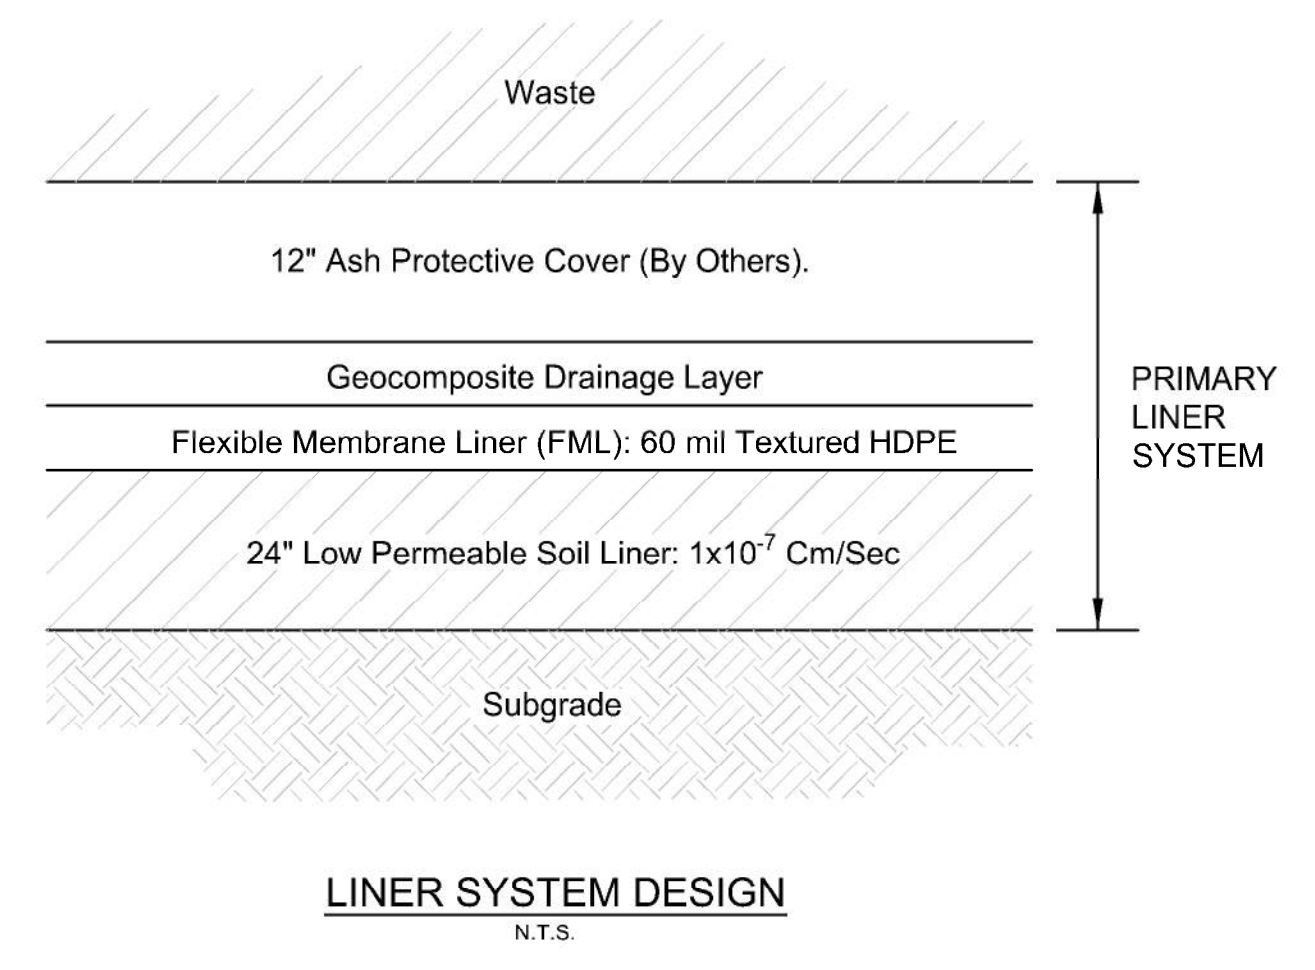 Waste
12" Ash Protective Cover (By Others).
Geocomposite Drainage Layer
Flexible Membrane Liner (FML): 60 mil Textured HDPE
24" Low Permeable Soil Liner: 1x10⁻⁷ Cm/Sec
PRIMARY
LINER
SYSTEM
Subgrade
LINER SYSTEM DESIGN
N.T.S.